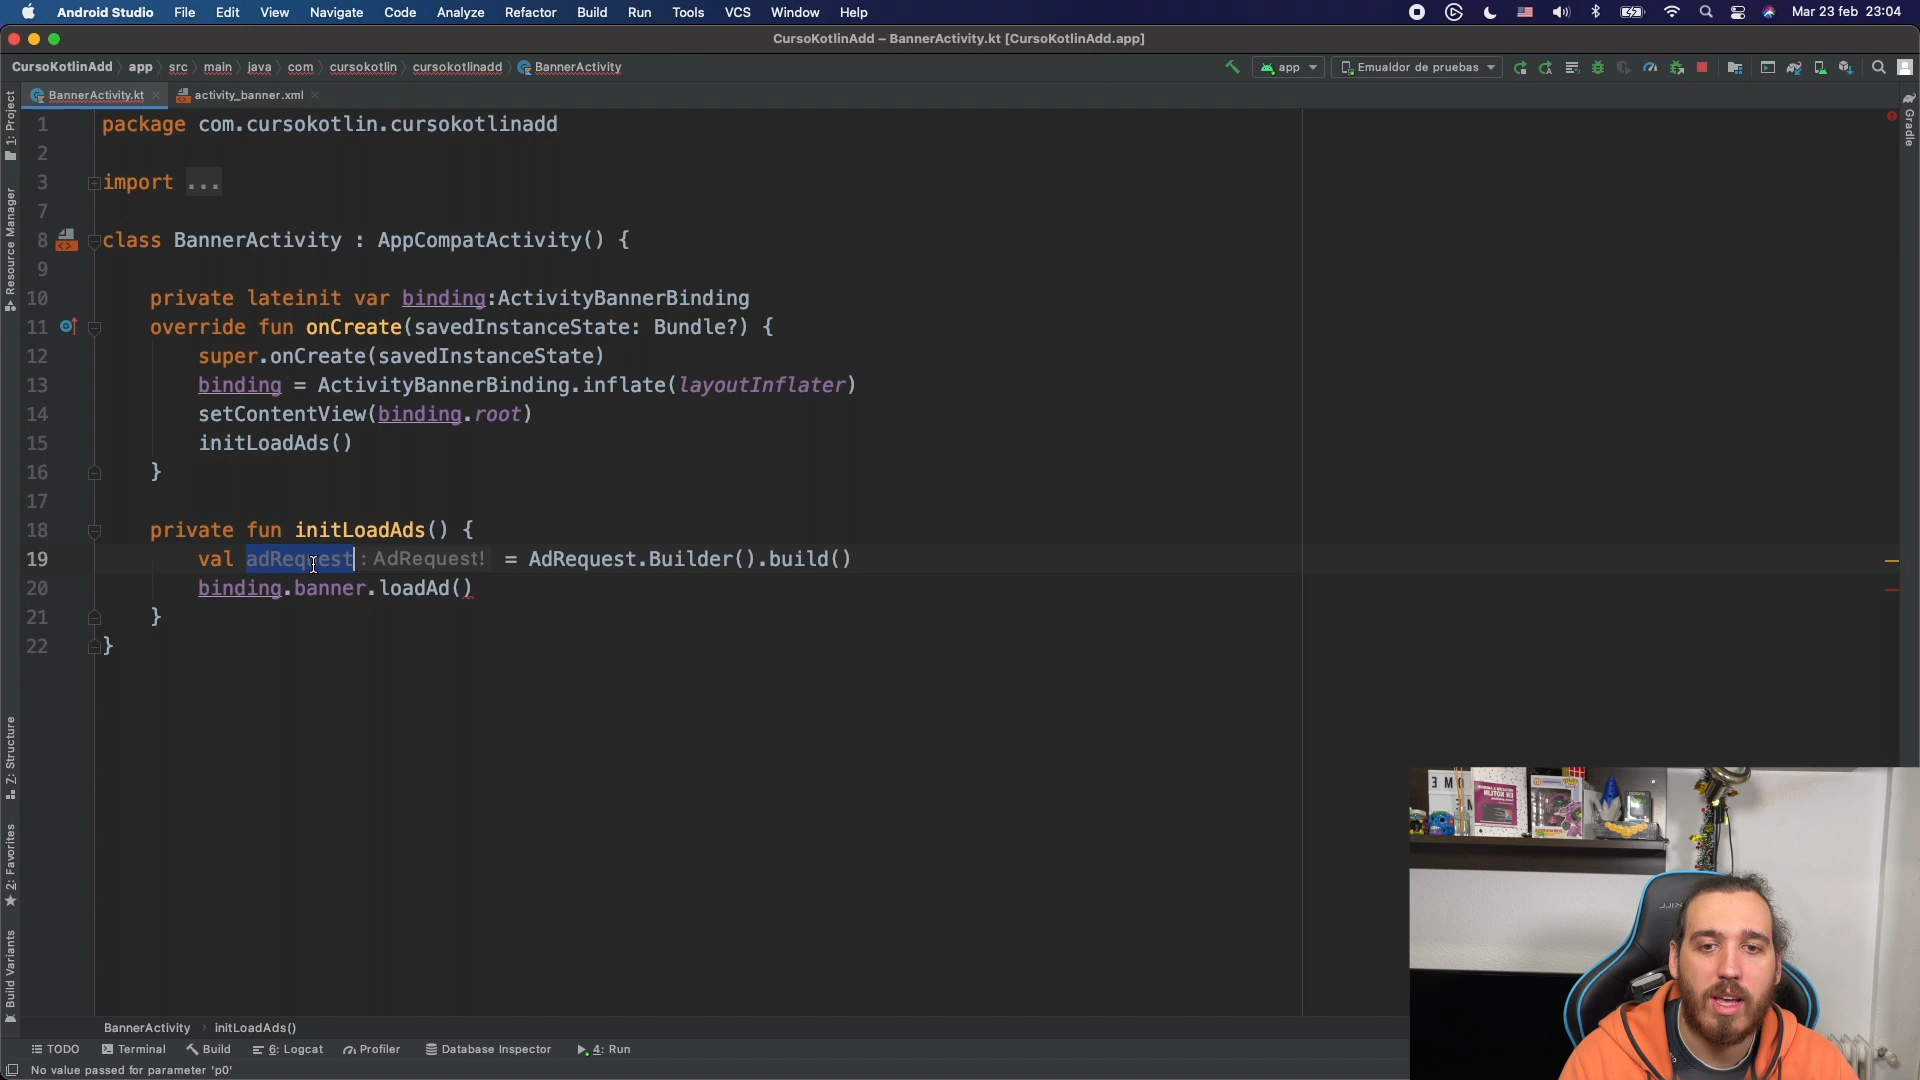 Android Studio File Edit View Navigate Code Analyze Refactor Build Run Tools VCS Window Help Mar 23 feb 23:04
CursoKotlinAdd – BannerActivity.kt [CursoKotlinAdd.app]
CursoKotlinAdd app src main java com cursokotlin cursokotlinadd BannerActivity app Emualdor de pruebas
BannerActivity.kt activity_banner.xml
1: Project
Resource Manager
Z: Structure
2: Favorites
Build Variants
Gradle
1 package com.cursokotlin.cursokotlinadd
2
3 import ...
7
8 class BannerActivity : AppCompatActivity() {
9
10 private lateinit var binding:ActivityBannerBinding
11 override fun onCreate(savedInstanceState: Bundle?) {
12 super.onCreate(savedInstanceState)
13 binding = ActivityBannerBinding.inflate(layoutInflater)
14 setContentView(binding.root)
15 initLoadAds()
16 }
17
18 private fun initLoadAds() {
19 val adRequest : AdRequest! = AdRequest.Builder().build()
20 binding.banner.loadAd()
21 }
22 }
BannerActivity initLoadAds()
TODO Terminal Build 6: Logcat Profiler Database Inspector 4: Run
No value passed for parameter 'p0'